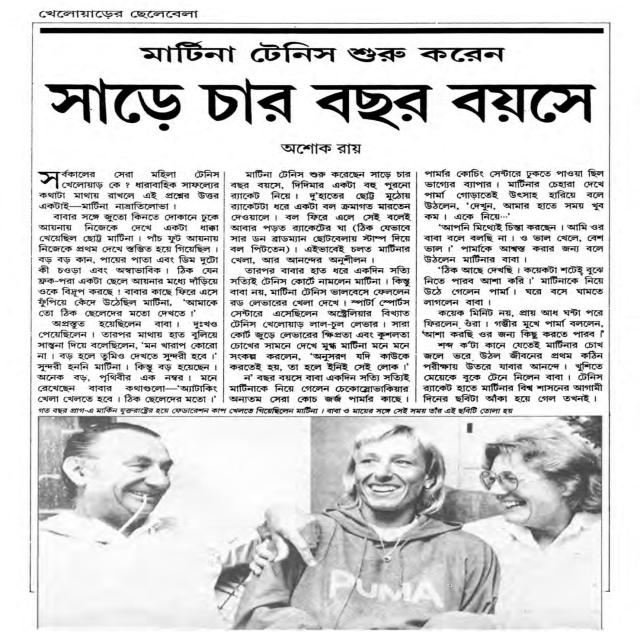 খেলোয়াড়ের ছেলেবেলা
মার্টিনা টেনিস শুরু করেন
সাড়ে চার বছর বয়সে
অশোক রায়
সর্বকালের সেরা মহিলা টেনিস
খেলোয়াড় কে ? ধারাবাহিক সাফল্যের
কথাটা মাথায় রাখলে এই প্রশ্নের উত্তর
একটাই—মার্টিনা নাভ্রাতিলোভা ।
বাবার সঙ্গে জুতো কিনতে দোকানে ঢুকে
আয়নায় নিজেকে দেখে একটা ধাক্কা
খেয়েছিল ছোট্ট মার্টিনা । পাঁচ ফুট আয়নায়
নিজেকে প্রথম দেখে স্তম্ভিত হয়ে গিয়েছিল ।
বড় বড় কান, পায়ের পাতা এবং ডিম দুটো
কী চওড়া এবং অস্বাভাবিক । ঠিক যেন
ফ্রক-পরা একটা ছেলে আয়নার মধ্যে দাঁড়িয়ে
ওকে বিদ্রূপ করছে । বাবার কাছে ফিরে এসে
ফুঁপিয়ে কেঁদে উঠেছিল মার্টিনা, 'আমাকে
তো ঠিক ছেলেদের মতো দেখতে ।'
অপ্রস্তুত হয়েছিলেন বাবা । দুঃখও
পেয়েছিলেন । তারপর মাথায় হাত বুলিয়ে
সান্ত্বনা দিয়ে বলেছিলেন, 'মন খারাপ কোরো
না । বড় হলে তুমিও দেখতে সুন্দরী হবে ।'
সুন্দরী হননি মার্টিনা । কিন্তু বড় হয়েছেন ।
অনেক বড়, পৃথিবীর এক নম্বর । মনে
রেখেছেন বাবার কথাগুলো—'অ্যাটাকিং
খেলা খেলতে হবে । ঠিক ছেলেদের মতো ।'
মার্টিনা টেনিস শুরু করেছেন সাড়ে চার
বছর বয়সে, দিদিমার একটা বহু পুরনো
র‍্যাকেট নিয়ে । দু'হাতের ছোট্ট মুঠোয়
র‍্যাকেটটা ধরে একটা বল ক্রমাগত মারতেন
দেওয়ালে । বল ফিরে এলে সেই বলেই
আবার পড়ত র‍্যাকেটের ঘা (ঠিক যেভাবে
সার ডন ব্রাডম্যান ছোটবেলায় স্টাম্প দিয়ে
বল পিটতেন) । এইভাবেই চলত মার্টিনার
খেলা, আর আনন্দের অনুশীলন ।
তারপর বাবার হাত ধরে একদিন সত্যি
সত্যিই টেনিস কোর্টে নামলেন মার্টিনা । কিন্তু
বাবা নয়, মার্টিনা টেনিস ভালবেসে ফেললেন
রড লেভারের খেলা দেখে । স্পার্টা স্পোর্টস
সেন্টারে এসেছিলেন অস্ট্রেলিয়ার বিখ্যাত
টেনিস খেলোয়াড় লাল-চুল লেভার । সারা
কোর্ট জুড়ে লেভারের ক্ষিপ্রতা এবং কুশলতা
চোখের সামনে দেখে মুগ্ধ মার্টিনা মনে মনে
সংকল্প করলেন, 'অনুসরণ যদি কাউকে
করতেই হয়, তা হলে ইনিই সেই লোক ।'
ন' বছর বয়সে বাবা একদিন সত্যি সত্যিই
মার্টিনাকে নিয়ে গেলেন চেকোস্লোভাকিয়ার
অন্যতম সেরা কোচ জর্জ পার্মার কাছে ।
পার্মার কোচিং সেন্টারে ঢুকতে পাওয়া ছিল
ভাগ্যের ব্যাপার । মার্টিনার চেহারা দেখে
পার্মা গোড়াতেই উৎসাহ হারিয়ে বলে
উঠলেন, 'দেখুন, আমার হাতে সময় খুব
কম । একে নিয়ে—'
'আপনি মিথ্যেই চিন্তা করছেন । আমি ওর
বাবা বলে বলছি না । ও ভাল খেলে, বেশ
ভাল ।' পার্মাকে আশ্বস্ত করার জন্য বলে
উঠলেন মার্টিনার বাবা ।
'ঠিক আছে দেখছি । কয়েকটা শটেই বুঝে
নিতে পারব আশা করি ।' মার্টিনাকে নিয়ে
উঠে গেলেন পার্মা । ঘরে বসে ঘামতে
লাগলেন বাবা ।
কয়েক মিনিট নয়, প্রায় আধ ঘণ্টা পরে
ফিরলেন ওঁরা । গম্ভীর মুখে পার্মা বললেন,
'আশা করছি ওর জন্য কিছু করতে পারব ।'
শব্দ ক'টা কানে যেতেই মার্টিনার চোখ
জলে ভরে উঠল জীবনের প্রথম কঠিন
পরীক্ষায় উতরে যাবার আনন্দে । খুশিতে
মেয়েকে বুকে টেনে নিলেন বাবা । টেনিস
র‍্যাকেট হাতে মার্টিনার বিশ্ব শাসনের আগামী
দিনের ছবিটা আঁকা হয়ে গেল তখনই ।
গত বছর প্রাগ-এ মার্কিন যুক্তরাষ্ট্রের হয়ে ফেডারেশন কাপ খেলতে গিয়েছিলেন মার্টিনা । বাবা ও মায়ের সঙ্গে সেই সময় তাঁর এই ছবিটি তোলা হয়
PUMA